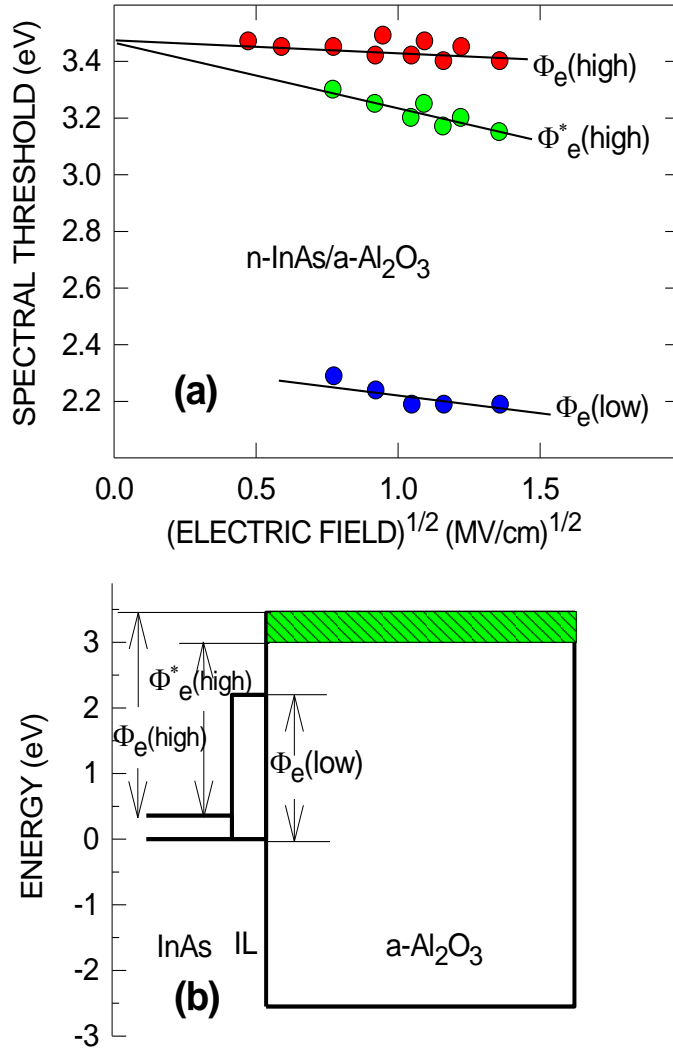 SPECTRAL THRESHOLD (eV)
3.4
3.2
3.0
2.8
2.6
2.4
2.2
Φe(high)
Φ*e(high)
n-InAs/a-Al2O3
(a)
Φe(low)
0.0 0.5 1.0 1.5
(ELECTRIC FIELD)1/2 (MV/cm)1/2
ENERGY (eV)
3
2
1
0
-1
-2
-3
Φ*e(high)
Φe(high)
Φe(low)
InAs IL a-Al2O3
(b)